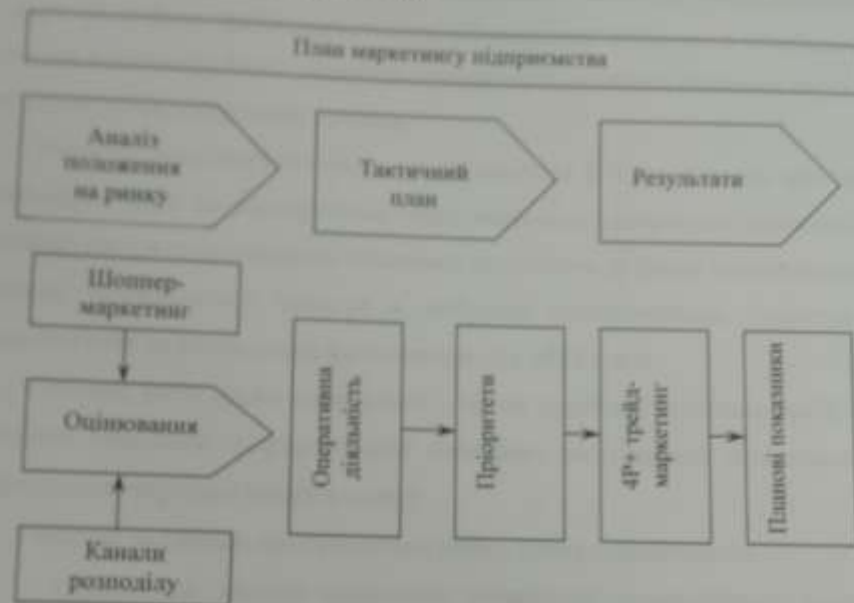 План маркетингу підприємства
Аналіз
положення
на ринку
Тактичний
план
Результати
Шоппер-
маркетинг
Оцінювання
Канали
розподілу
Оперативна
діяльність
Пріоритети
4P+ трейд-
маркетинг
Планові показники